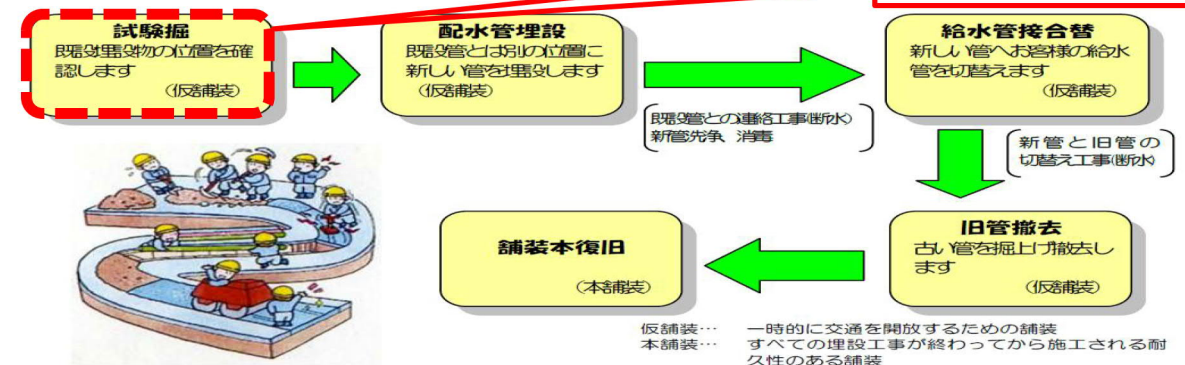 試験掘
既設埋設物の位置を確
認します
(仮舗装)
配水管埋設
既設管とは別の位置に
新しい管を埋設します
(仮舗装)
給水管接合替
新しい管へお客様の給水
管を切替えます
(仮舗装)
既設管との連絡工事(断水)
新管洗浄、消毒
新管と旧管の
切替え工事(断水)
旧管撤去
古い管を掘上げ撤去し
ます
(仮舗装)
舗装本復旧
(本舗装)
仮舗装… 一時的に交通を開放するための舗装
本舗装… すべての埋設工事が終わってから施工される耐
久性のある舗装